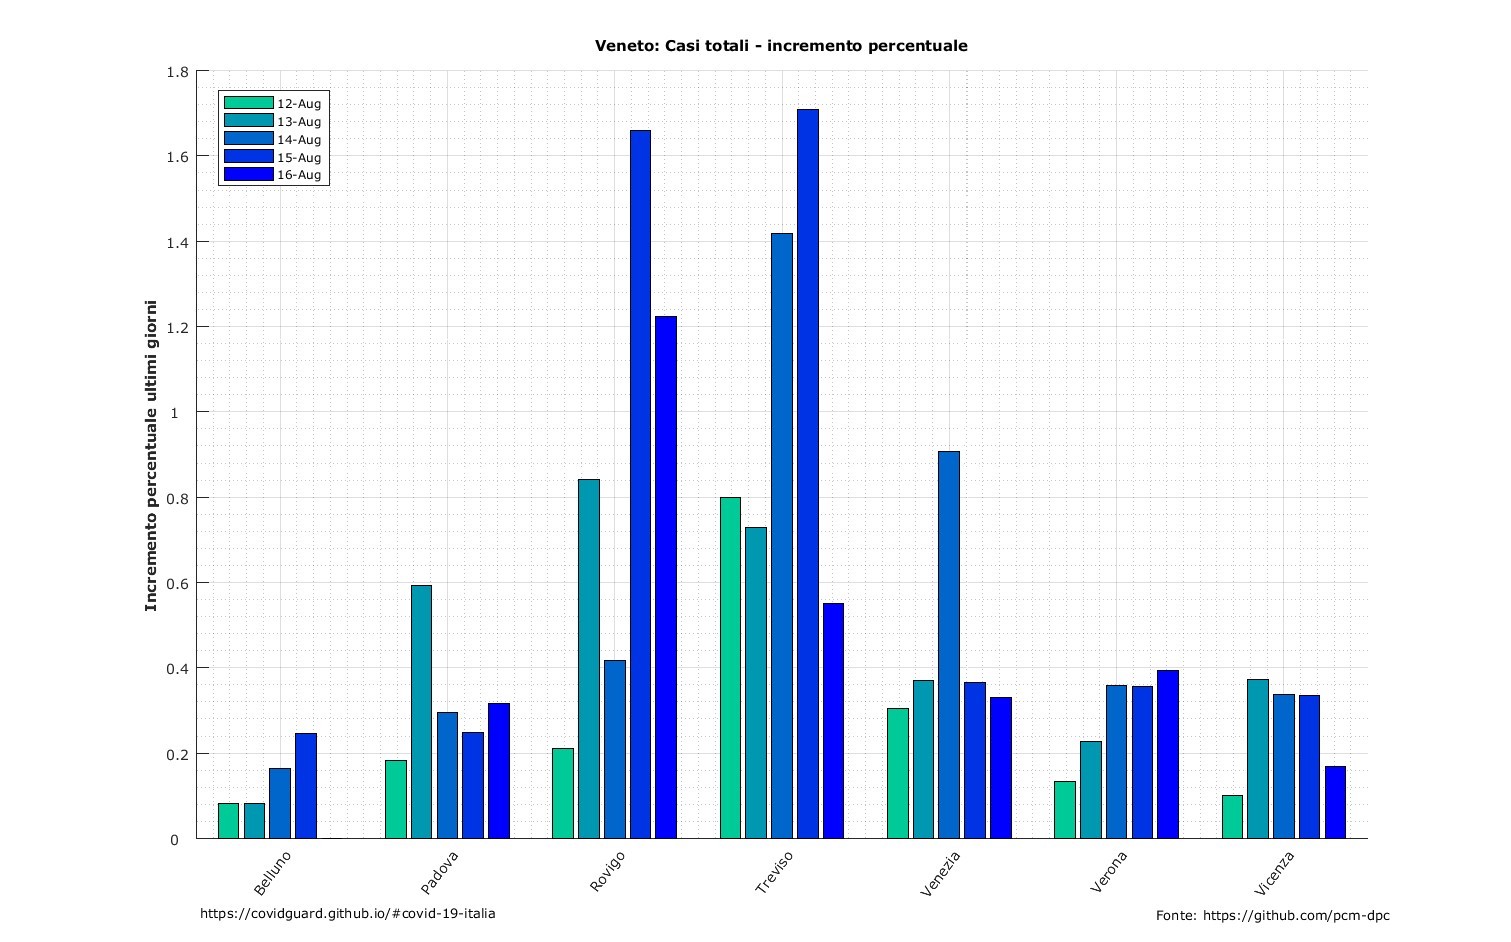 Veneto: Casi totali - incremento percentuale
1.8
1.6
1.4
1.2
1
0.8
0.6
0.4
0.2
0
Incremento percentuale ultimi giorni
12-Aug
13-Aug
14-Aug
15-Aug
16-Aug
Belluno
Padova
Rovigo
Treviso
Venezia
Verona
Vicenza
https://covidguard.github.io/#covid-19-italia
Fonte: https://github.com/pcm-dpc